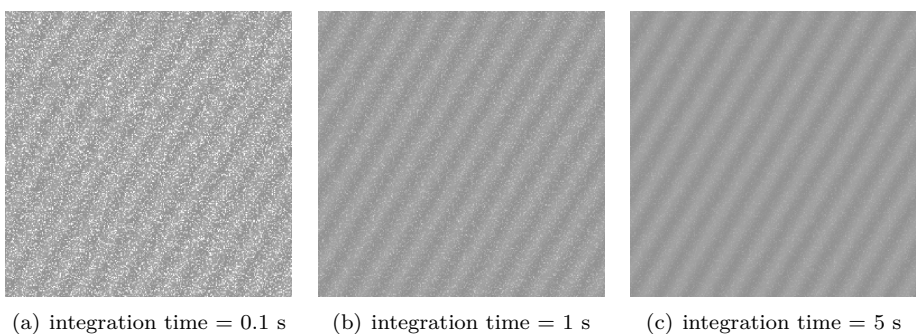 (a) integration time = 0.1 s
(b) integration time = 1 s
(c) integration time = 5 s